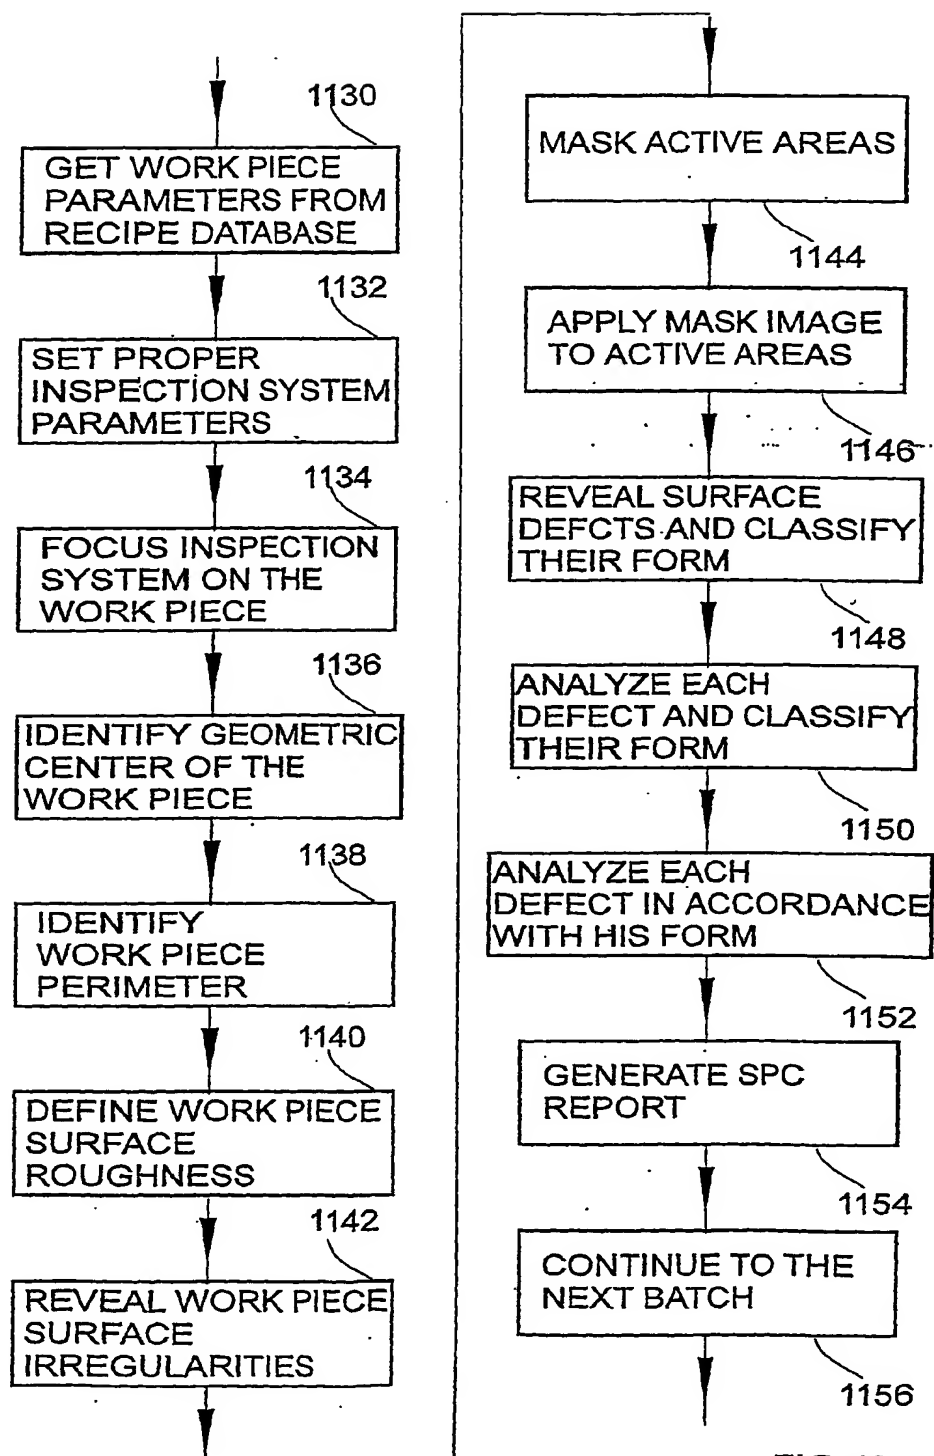 1130
GET WORK PIECE
PARAMETERS FROM
RECIPE DATABASE
1132
SET PROPER
INSPECTION SYSTEM
PARAMETERS
1134
FOCUS INSPECTION
SYSTEM ON THE
WORK PIECE
1136
IDENTIFY GEOMETRIC
CENTER OF THE
WORK PIECE
1138
IDENTIFY
WORK PIECE
PERIMETER
1140
DEFINE WORK PIECE
SURFACE
ROUGHNESS
1142
REVEAL WORK PIECE
SURFACE
IRREGULARITIES
MASK ACTIVE AREAS
1144
APPLY MASK IMAGE
TO ACTIVE AREAS
1146
REVEAL SURFACE
DEFCTS AND CLASSIFY
THEIR FORM
1148
ANALYZE EACH
DEFECT AND CLASSIFY
THEIR FORM
1150
ANALYZE EACH
DEFECT IN ACCORDANCE
WITH HIS FORM
1152
GENERATE SPC
REPORT
1154
CONTINUE TO THE
NEXT BATCH
1156